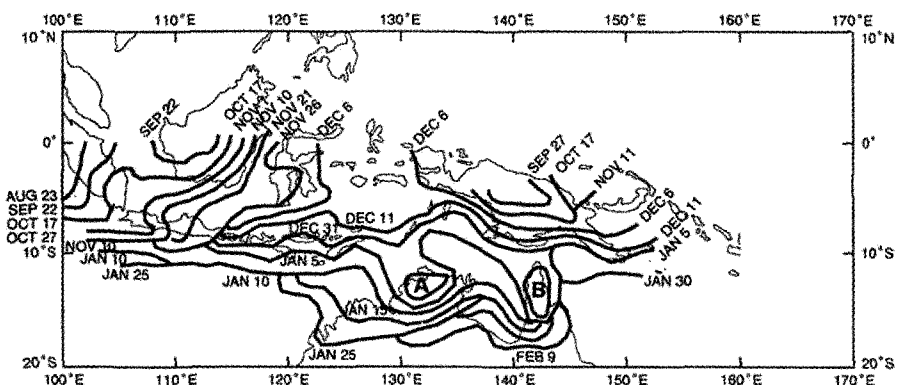 100°E 110°E 120°E 130°E 140°E 150°E 160°E 170°E
10°N 10°N
SEP 22
OCT 17
NOV 10
NOV 21
NOV 26
DEC 6
DEC 6
0° 0°
SEP 27
OCT 17
NOV 11
AUG 23
SEP 22
OCT 17
OCT 27
NOV 10
DEC 11
DEC 31
DEC 6
DEC 11
JAN 5
10°S 10°S
JAN 10
JAN 5
JAN 25
JAN 10
JAN 30
A
B
JAN 15
JAN 25
FEB 9
20°S 20°S
100°E 110°E 120°E 130°E 140°E 150°E 160°E 170°E